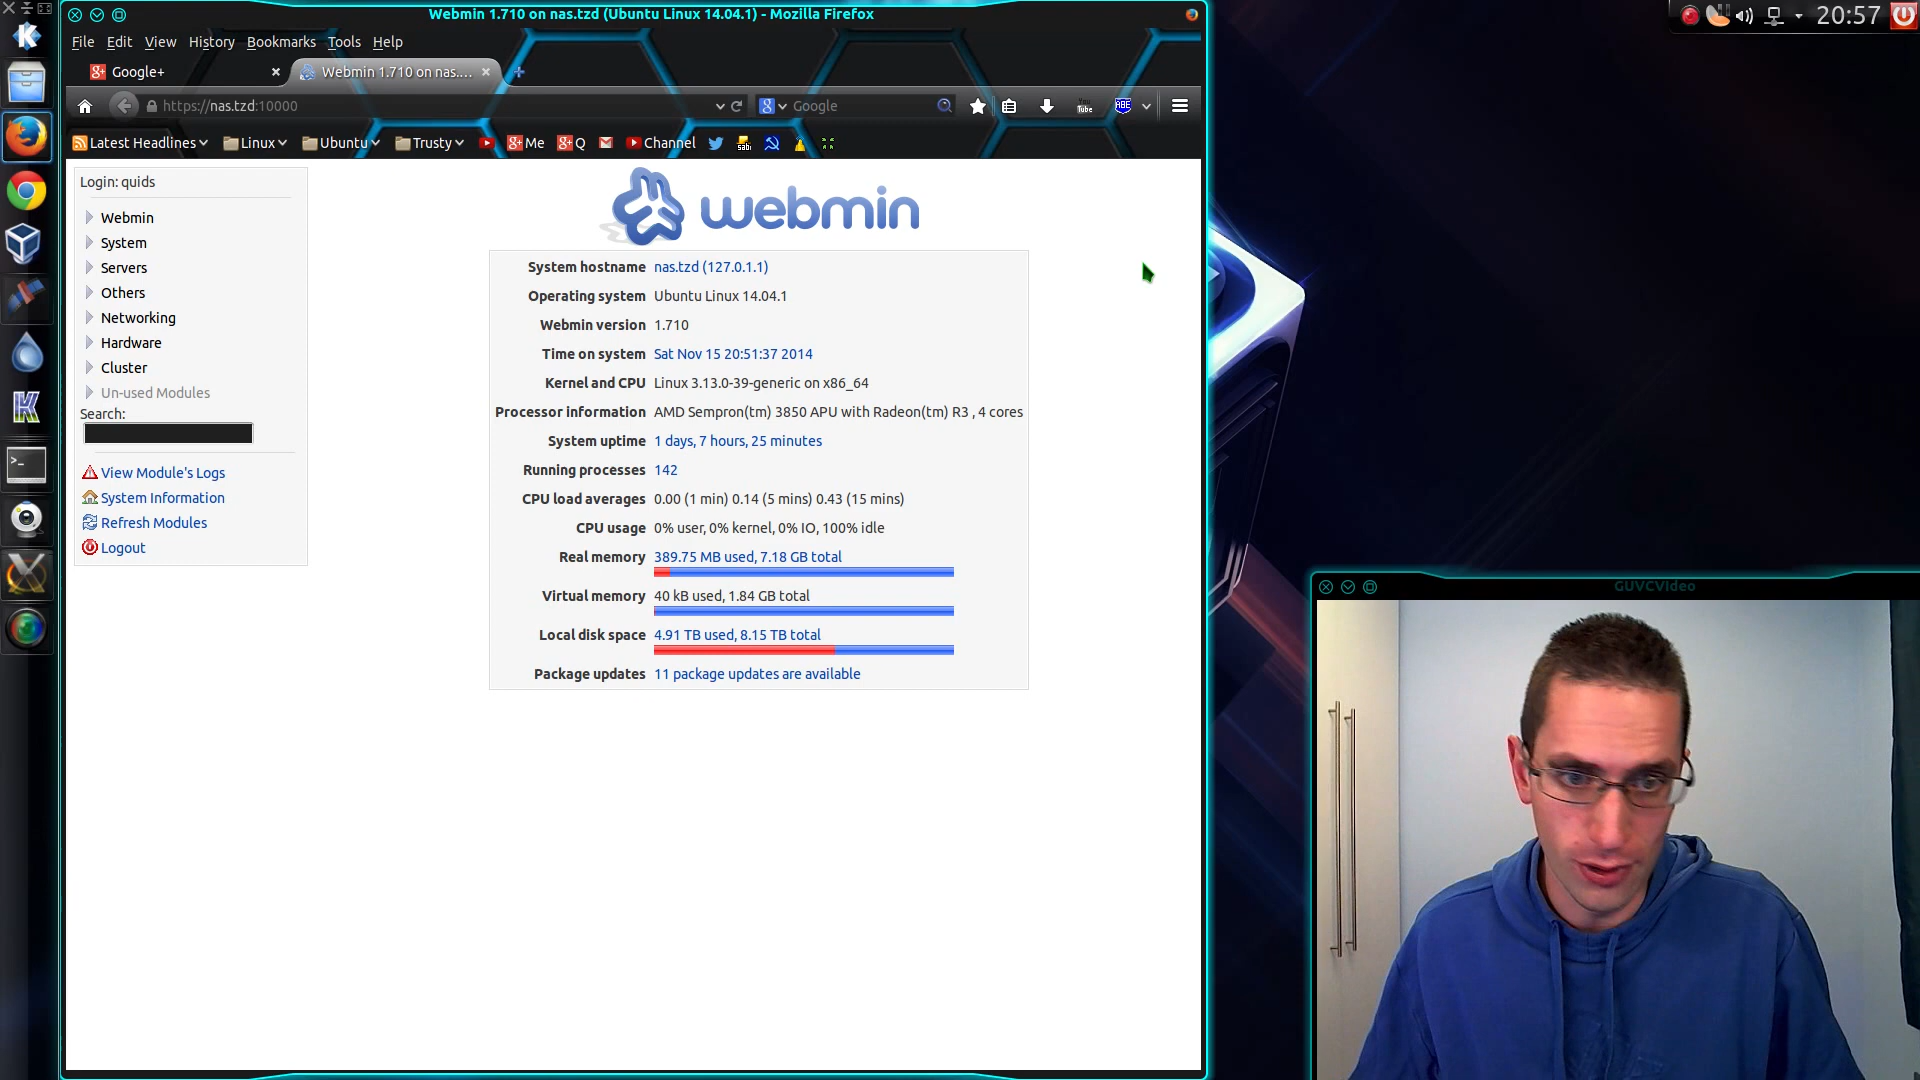 Webmin 1.710 on nas.tzd (Ubuntu Linux 14.04.1) - Mozilla Firefox
20:57
File Edit View History Bookmarks Tools Help
Google+
Webmin 1.710 on nas....
https://nas.tzd:10000
Google
You Tube
ABE
Latest Headlines Linux Ubuntu Trusty Me Q Channel
Login: quids
Webmin
System
Servers
Others
Networking
Hardware
Cluster
Un-used Modules
Search:
View Module's Logs
System Information
Refresh Modules
Logout
webmin
System hostname nas.tzd (127.0.1.1)
Operating system Ubuntu Linux 14.04.1
Webmin version 1.710
Time on system Sat Nov 15 20:51:37 2014
Kernel and CPU Linux 3.13.0-39-generic on x86_64
Processor information AMD Sempron(tm) 3850 APU with Radeon(tm) R3 , 4 cores
System uptime 1 days, 7 hours, 25 minutes
Running processes 142
CPU load averages 0.00 (1 min) 0.14 (5 mins) 0.43 (15 mins)
CPU usage 0% user, 0% kernel, 0% IO, 100% idle
Real memory 389.75 MB used, 7.18 GB total
Virtual memory 40 kB used, 1.84 GB total
Local disk space 4.91 TB used, 8.15 TB total
Package updates 11 package updates are available
GUVCVideo